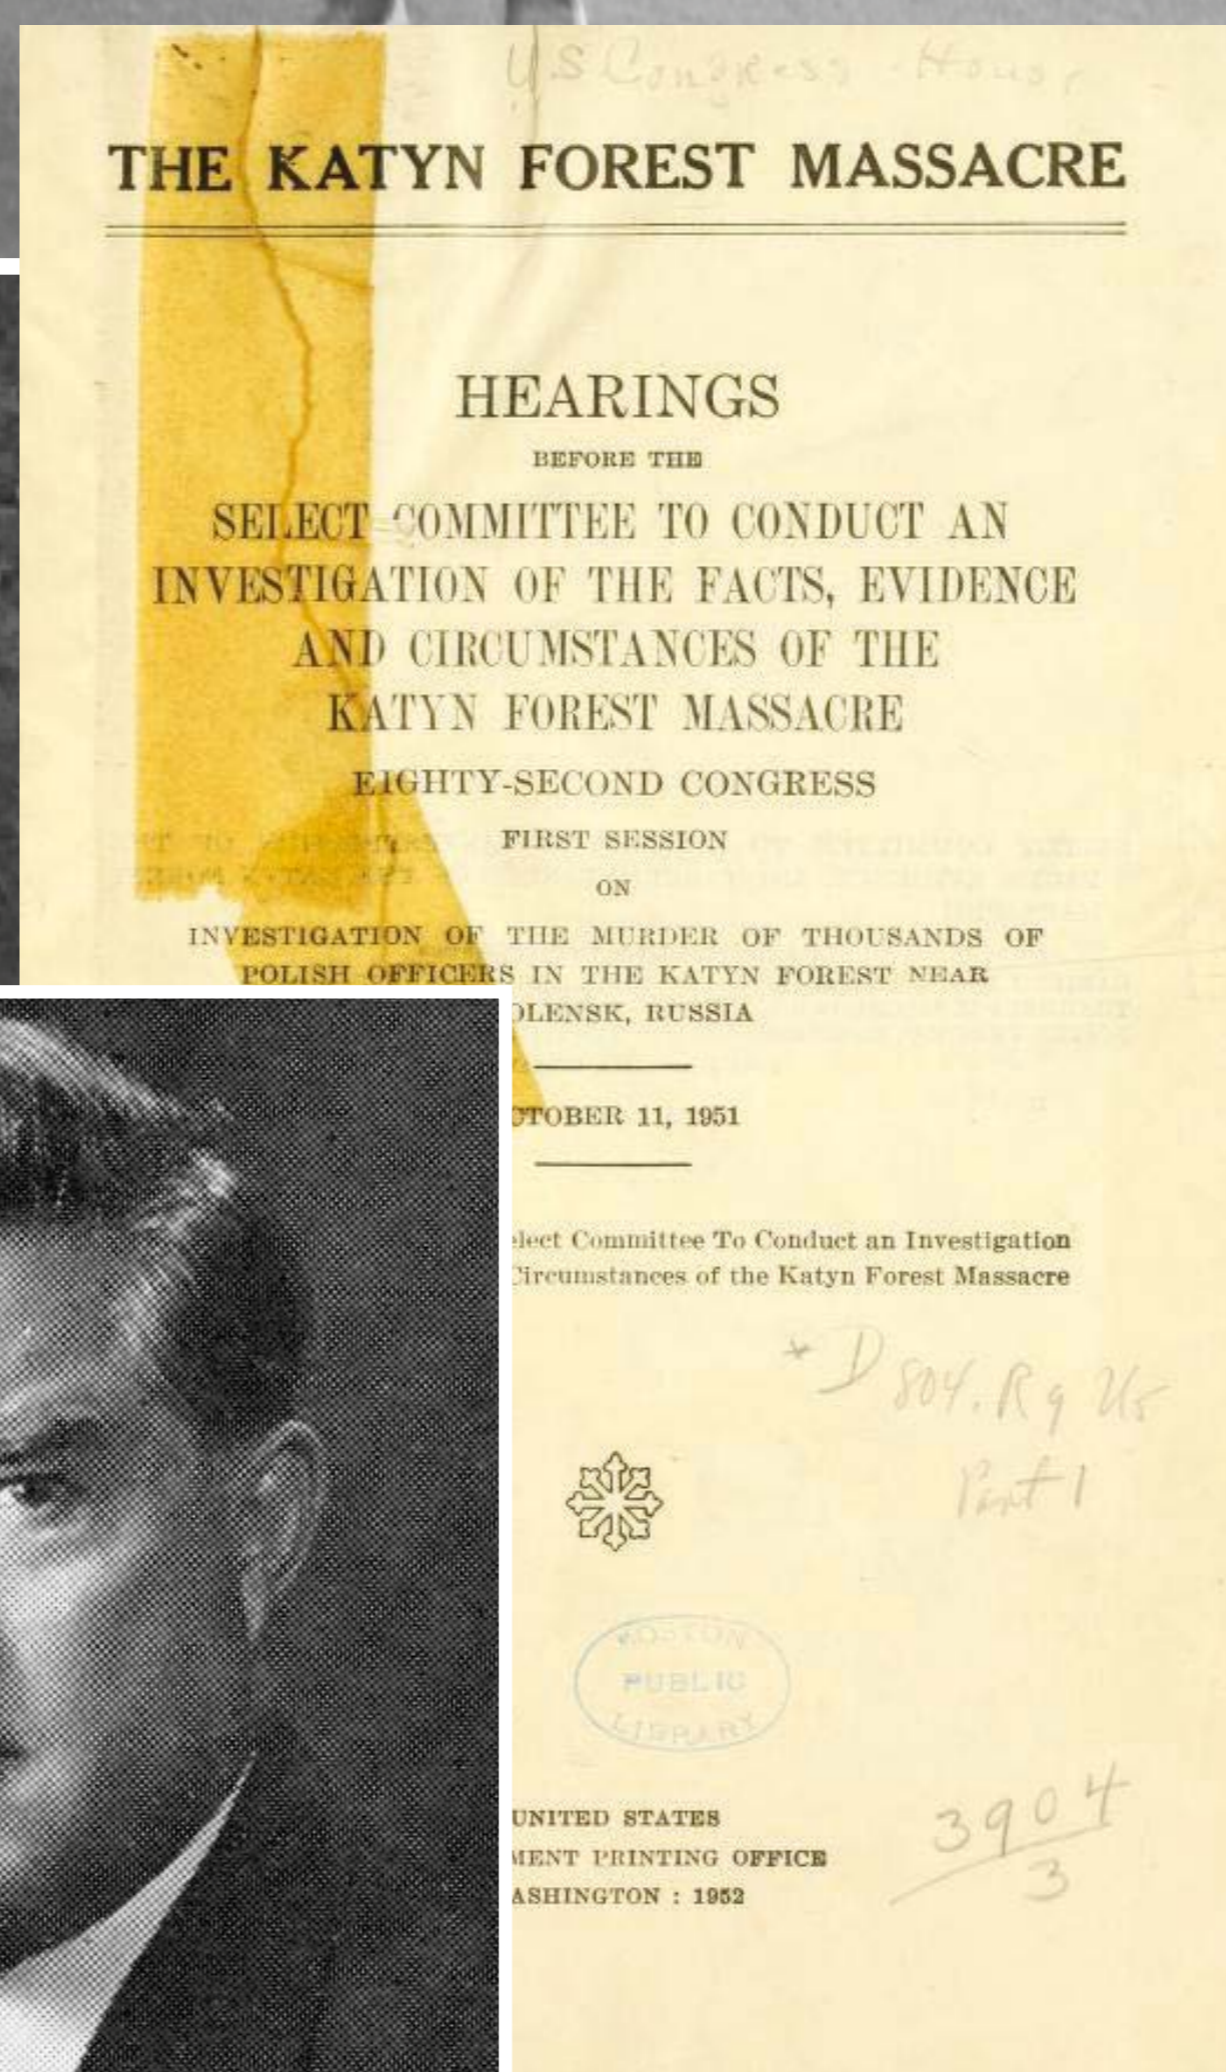 U.S Congress - House
THE KATYN FOREST MASSACRE
HEARINGS
BEFORE THE
SELECT COMMITTEE TO CONDUCT AN
INVESTIGATION OF THE FACTS, EVIDENCE
AND CIRCUMSTANCES OF THE
KATYN FOREST MASSACRE
EIGHTY-SECOND CONGRESS
FIRST SESSION
ON
INVESTIGATION OF THE MURDER OF THOUSANDS OF
POLISH OFFICERS IN THE KATYN FOREST NEAR
OLENSK, RUSSIA
CTOBER 11, 1951
elect Committee To Conduct an Investigation
Circumstances of the Katyn Forest Massacre
* D 804. R9
Part 1
BOSTON
PUBLIC
LIBRARY
UNITED STATES
MENT PRINTING OFFICE
ASHINGTON : 1952
3904
3